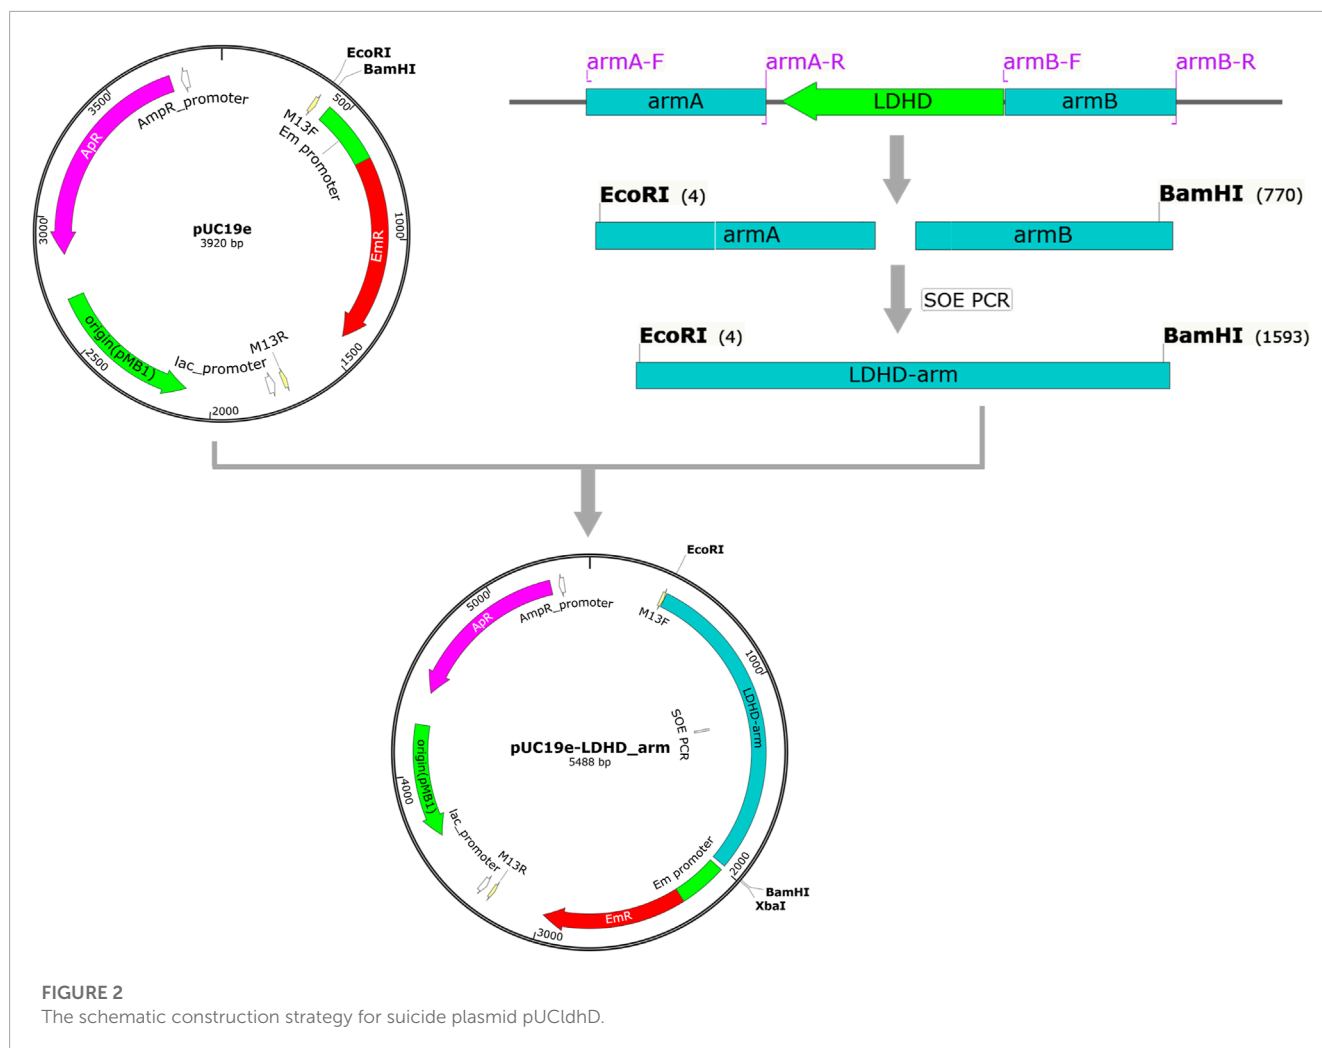 EcoRI
BamHI
3500
AmpR_promoter
500
M13F
Em promoter
ApR
pUC19e
3920 bp
3000
1000
EmR
origin(pMB1)
2500
lac_promoter
M13R
1500
2000
armA-F
armA-R
armB-F
armB-R
armA
LDHD
armB
EcoRI (4)
BamHI (770)
armA
armB
SOE PCR
EcoRI (4)
BamHI (1593)
LDHD-arm
EcoRI
5000
AmpR_promoter
M13F
ApR
1000
LDHD-arm
SOE PCR
pUC19e-LDHD_arm
5488 bp
origin(pMB1)
4000
lac_promoter
M13R
Em promoter
2000
BamHI
XbaI
EmR
3000
FIGURE 2
The schematic construction strategy for suicide plasmid pUCldhD.